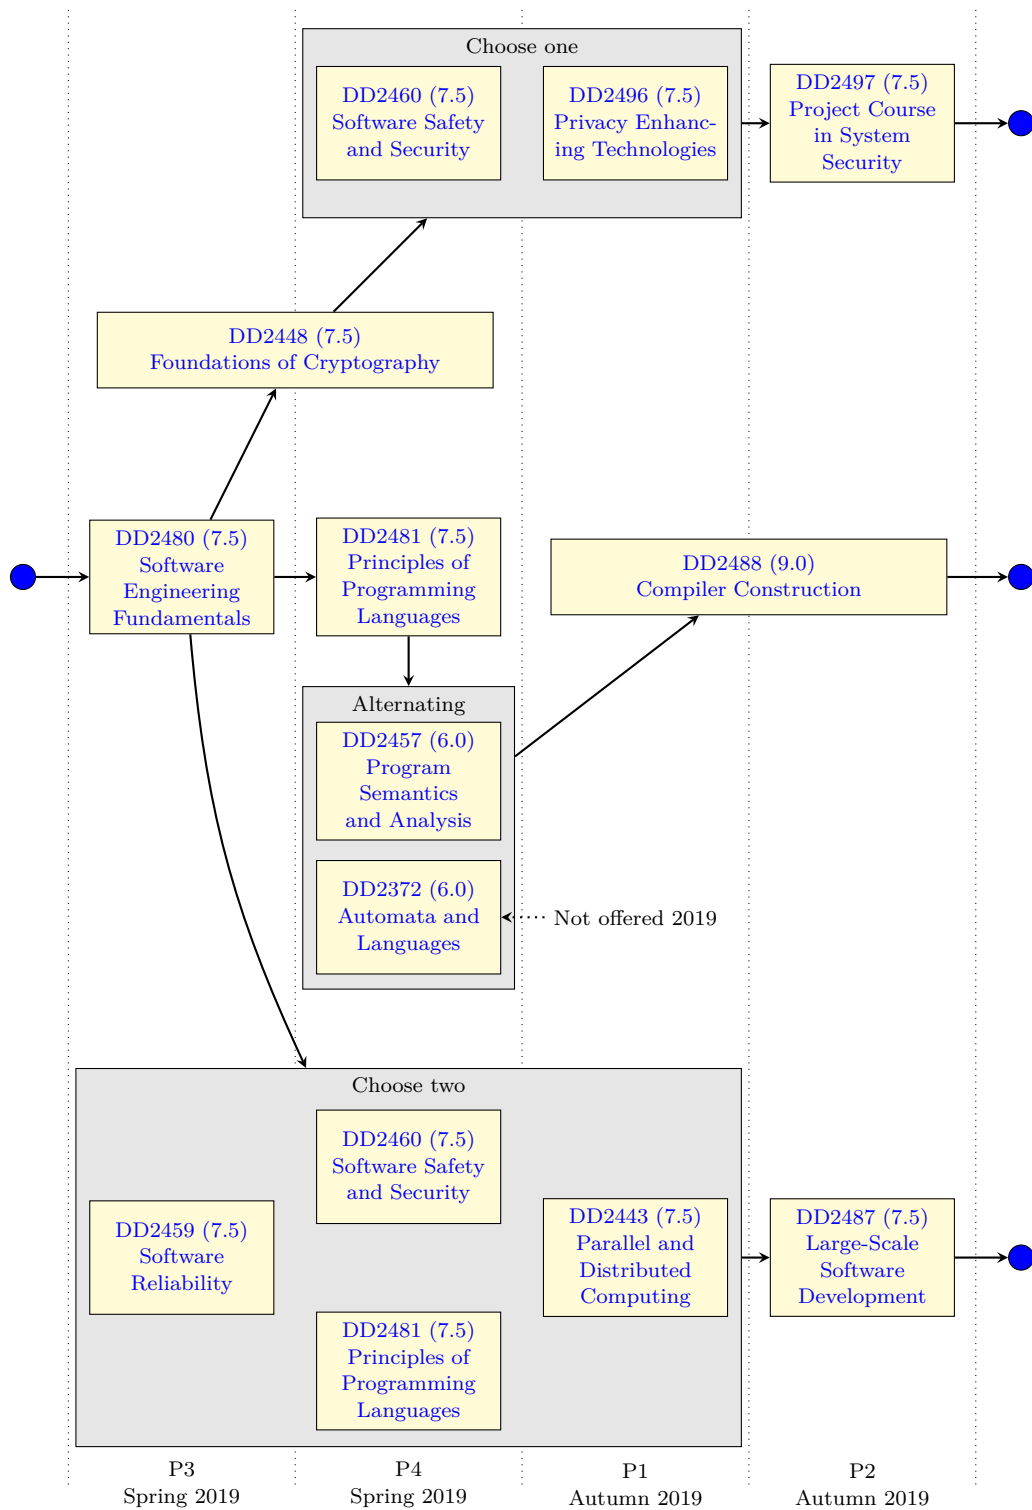 Choose one
DD2460 (7.5)
Software Safety
and Security
DD2496 (7.5)
Privacy Enhanc-
ing Technologies
DD2497 (7.5)
Project Course
in System
Security
DD2448 (7.5)
Foundations of Cryptography
DD2480 (7.5)
Software
Engineering
Fundamentals
DD2481 (7.5)
Principles of
Programming
Languages
DD2488 (9.0)
Compiler Construction
Alternating
DD2457 (6.0)
Program
Semantics
and Analysis
DD2372 (6.0)
Automata and
Languages
Not offered 2019
Choose two
DD2460 (7.5)
Software Safety
and Security
DD2459 (7.5)
Software
Reliability
DD2443 (7.5)
Parallel and
Distributed
Computing
DD2487 (7.5)
Large-Scale
Software
Development
DD2481 (7.5)
Principles of
Programming
Languages
P3
Spring 2019
P4
Spring 2019
P1
Autumn 2019
P2
Autumn 2019